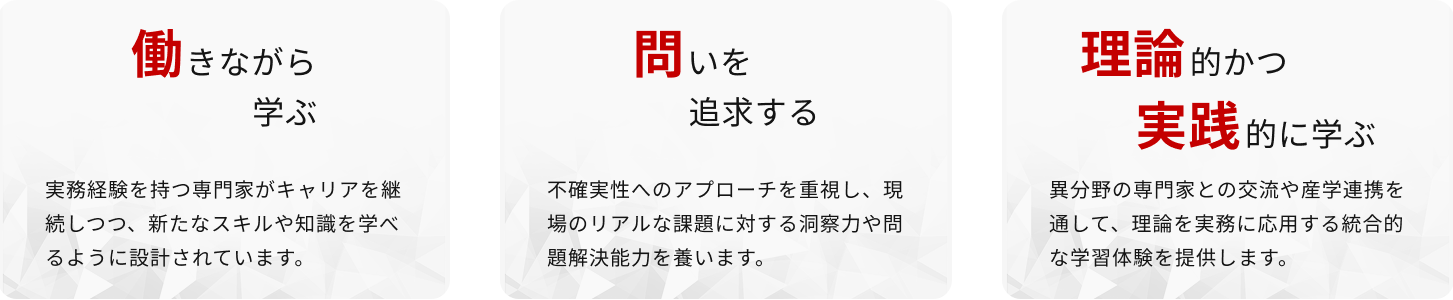 働きながら
学ぶ
実務経験を持つ専門家がキャリアを継
続しつつ、新たなスキルや知識を学べ
るように設計されています。
問いを
追求する
不確実性へのアプローチを重視し、現
場のリアルな課題に対する洞察力や問
題解決能力を養います。
理論的かつ
実践的に学ぶ
異分野の専門家との交流や産学連携を
通して、理論を実務に応用する統合的
な学習体験を提供します。